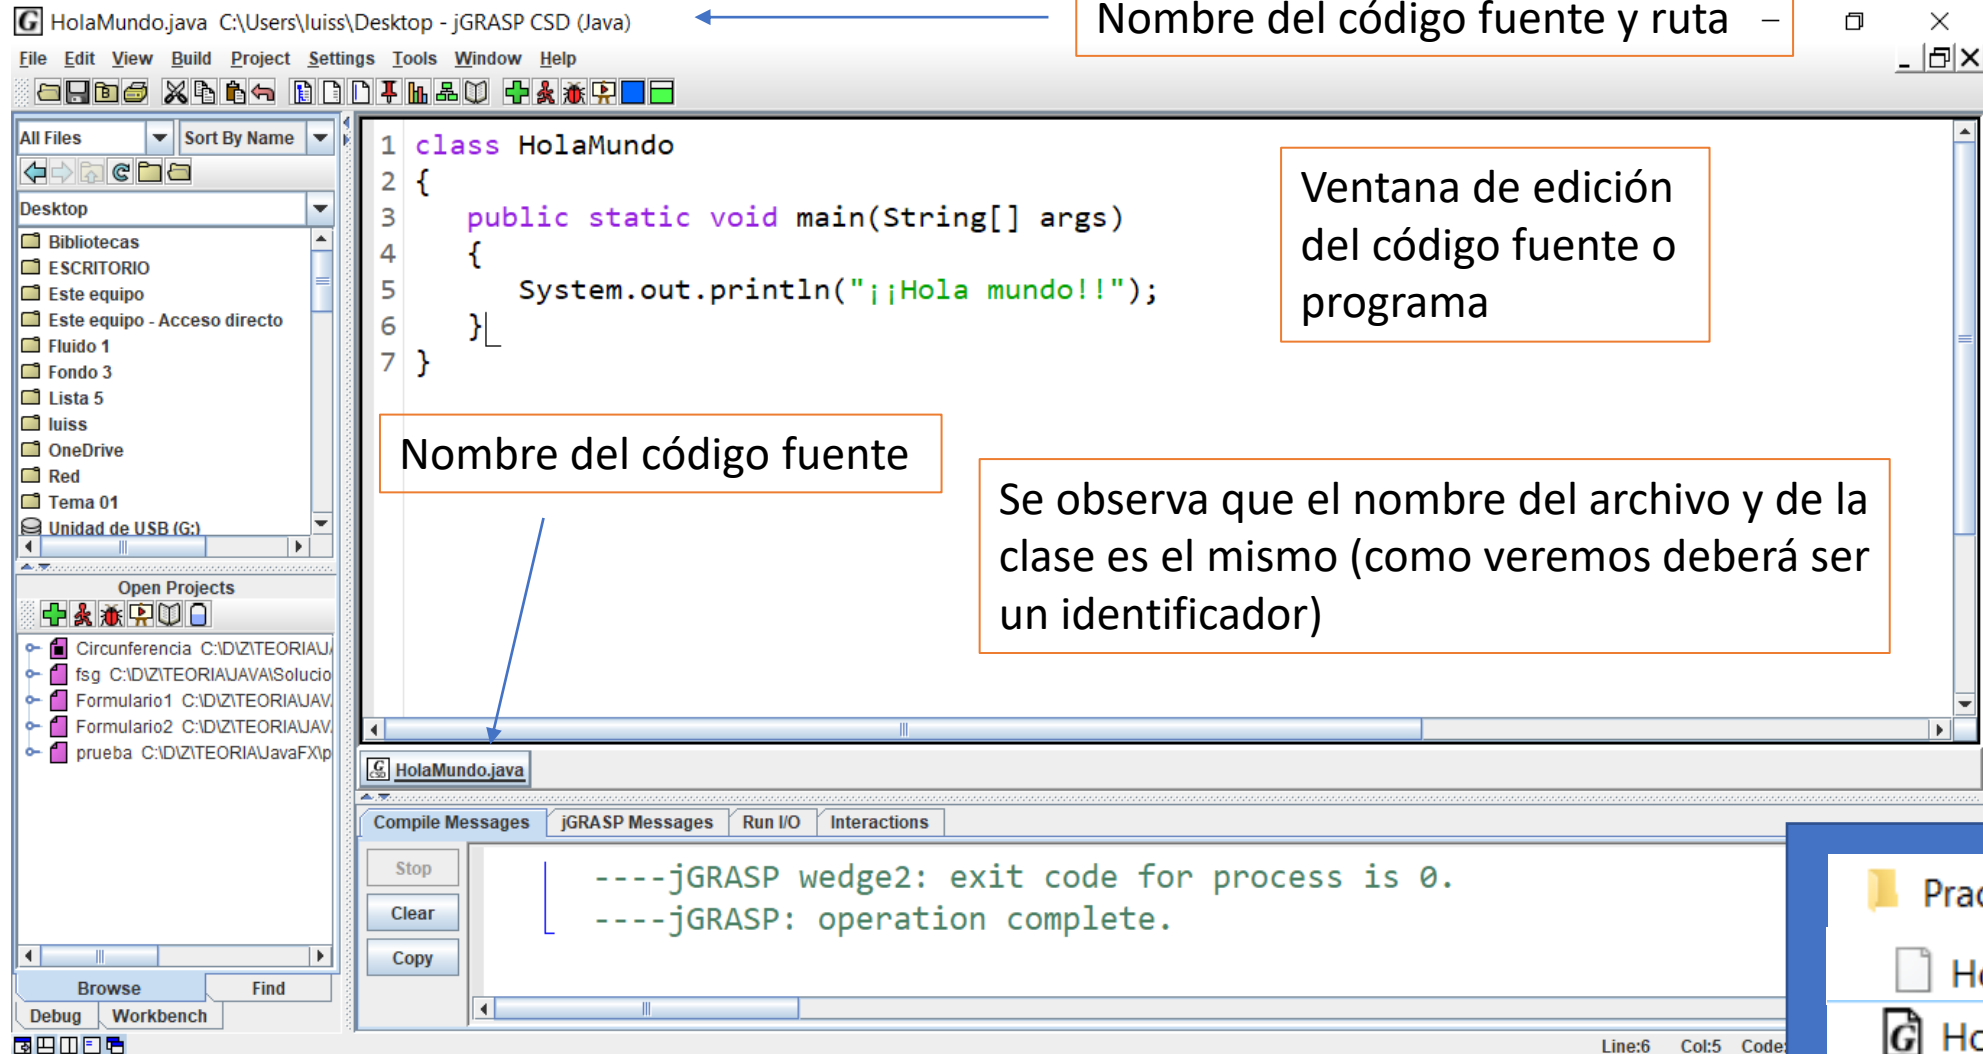 HolaMundo.java C:\Users\luiss\Desktop - jGRASP CSD (Java)
Nombre del código fuente y ruta
File Edit View Build Project Settings Tools Window Help
All Files Sort By Name
Desktop
Bibliotecas
ESCRITORIO
Este equipo
Este equipo - Acceso directo
Fluido 1
Fondo 3
Lista 5
luiss
OneDrive
Red
Tema 01
Unidad de USB (G:)
Open Projects
Circunferencia C:\D\Z\TEORIA\J
fsg C:\D\Z\TEORIA\JAVA\Solucio
Formulario1 C:\D\Z\TEORIA\JAV
Formulario2 C:\D\Z\TEORIA\JAV
prueba C:\D\Z\TEORIA\JavaFX\p
Browse Find
Debug Workbench
1 class HolaMundo
2 {
3 public static void main(String[] args)
4 {
5 System.out.println("¡¡Hola mundo!!");
6 }
7 }
Ventana de edición
del código fuente o
programa
Nombre del código fuente
Se observa que el nombre del archivo y de la
clase es el mismo (como veremos deberá ser
un identificador)
HolaMundo.java
Compile Messages jGRASP Messages Run I/O Interactions
Stop
Clear
Copy
----jGRASP wedge2: exit code for process is 0.
----jGRASP: operation complete.
Line:6 Col:5 Code: